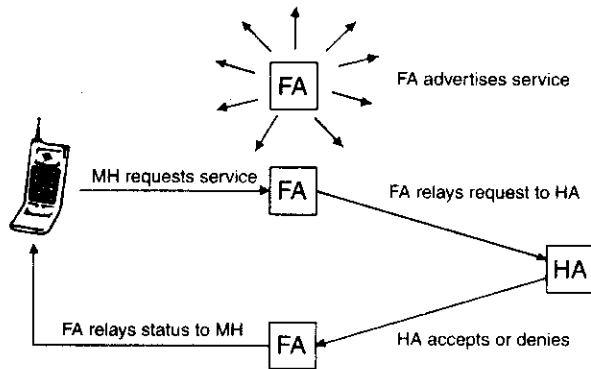 FA
FA advertises service
MH requests service
FA
FA relays request to HA
HA
FA relays status to MH
FA
HA accepts or denies